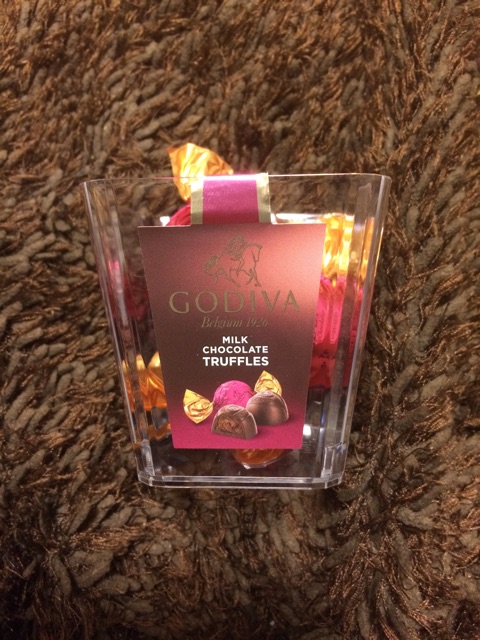 GODIVA
Belgium 1926
MILK
CHOCOLATE
TRUFFLES